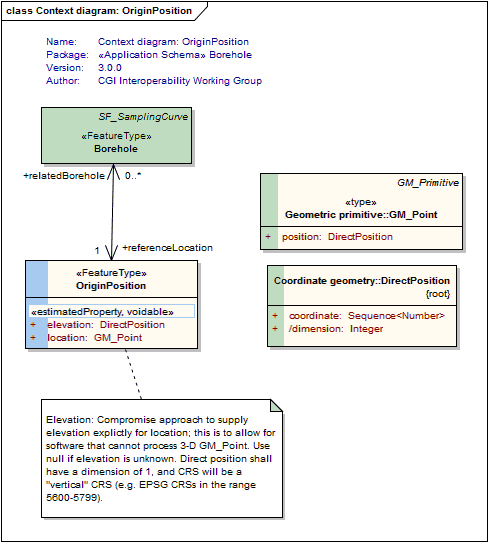 class Context diagram: OriginPosition
Name: Context diagram: OriginPosition
Package: «Application Schema» Borehole
Version: 3.0.0
Author: CGI Interoperability Working Group
SF_SamplingCurve
«FeatureType»
Borehole
+relatedBorehole 0..*
1 +referenceLocation
«FeatureType»
OriginPosition
«estimatedProperty, voidable»
+ elevation: DirectPosition
+ location: GM_Point
GM_Primitive
«type»
Geometric primitive::GM_Point
+ position: DirectPosition
Coordinate geometry::DirectPosition
{root}
+ coordinate: Sequence<Number>
+ /dimension: Integer
Elevation: Compromise approach to supply
elevation explicitly for location; this is to allow for
software that cannot process 3-D GM_Point. Use
null if elevation is unknown. Direct position shall
have a dimension of 1, and CRS will be a
"vertical" CRS (e.g. EPSG CRSs in the range
5600-5799).